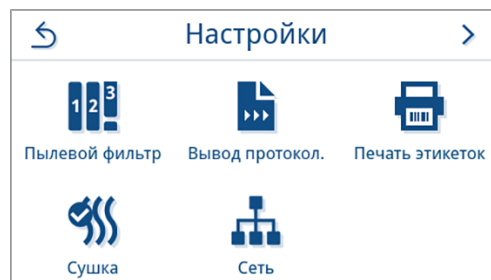 Настройки
1 2 3
Пылевой фильтр
Вывод протокол.
Печать этикеток
Сушка
Сеть